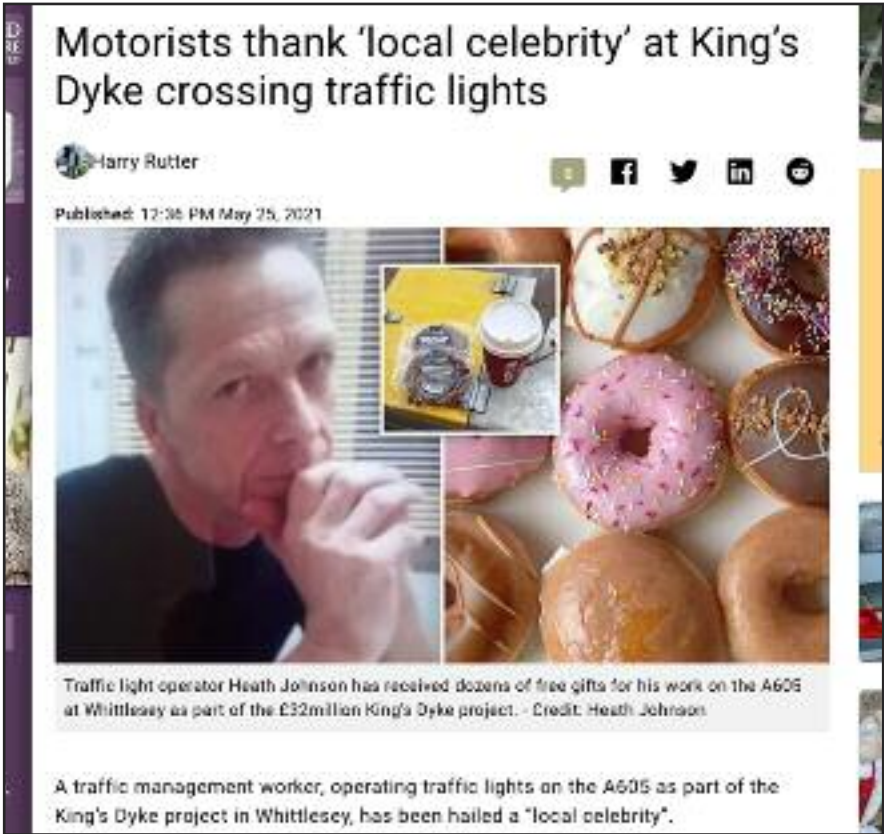 Motorists thank ‘local celebrity’ at King’s
Dyke crossing traffic lights
Harry Rutter
Published: 12:36 PM May 25, 2021
Traffic light operator Heath Johnson has received dozens of free gifts for his work on the A605
at Whittlesey as part of the £32million King's Dyke project. - Credit: Heath Johnson
A traffic management worker, operating traffic lights on the A605 as part of the
King's Dyke project in Whittlesey, has been hailed a "local celebrity".